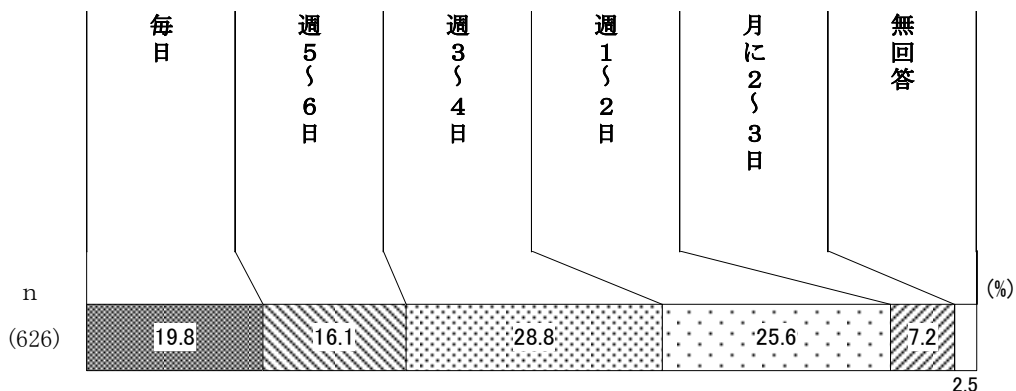 毎日
週5～6日
週3～4日
週1～2日
月に2～3日
無回答
(%)
n
(626)
19.8
16.1
28.8
25.6
7.2
2.5